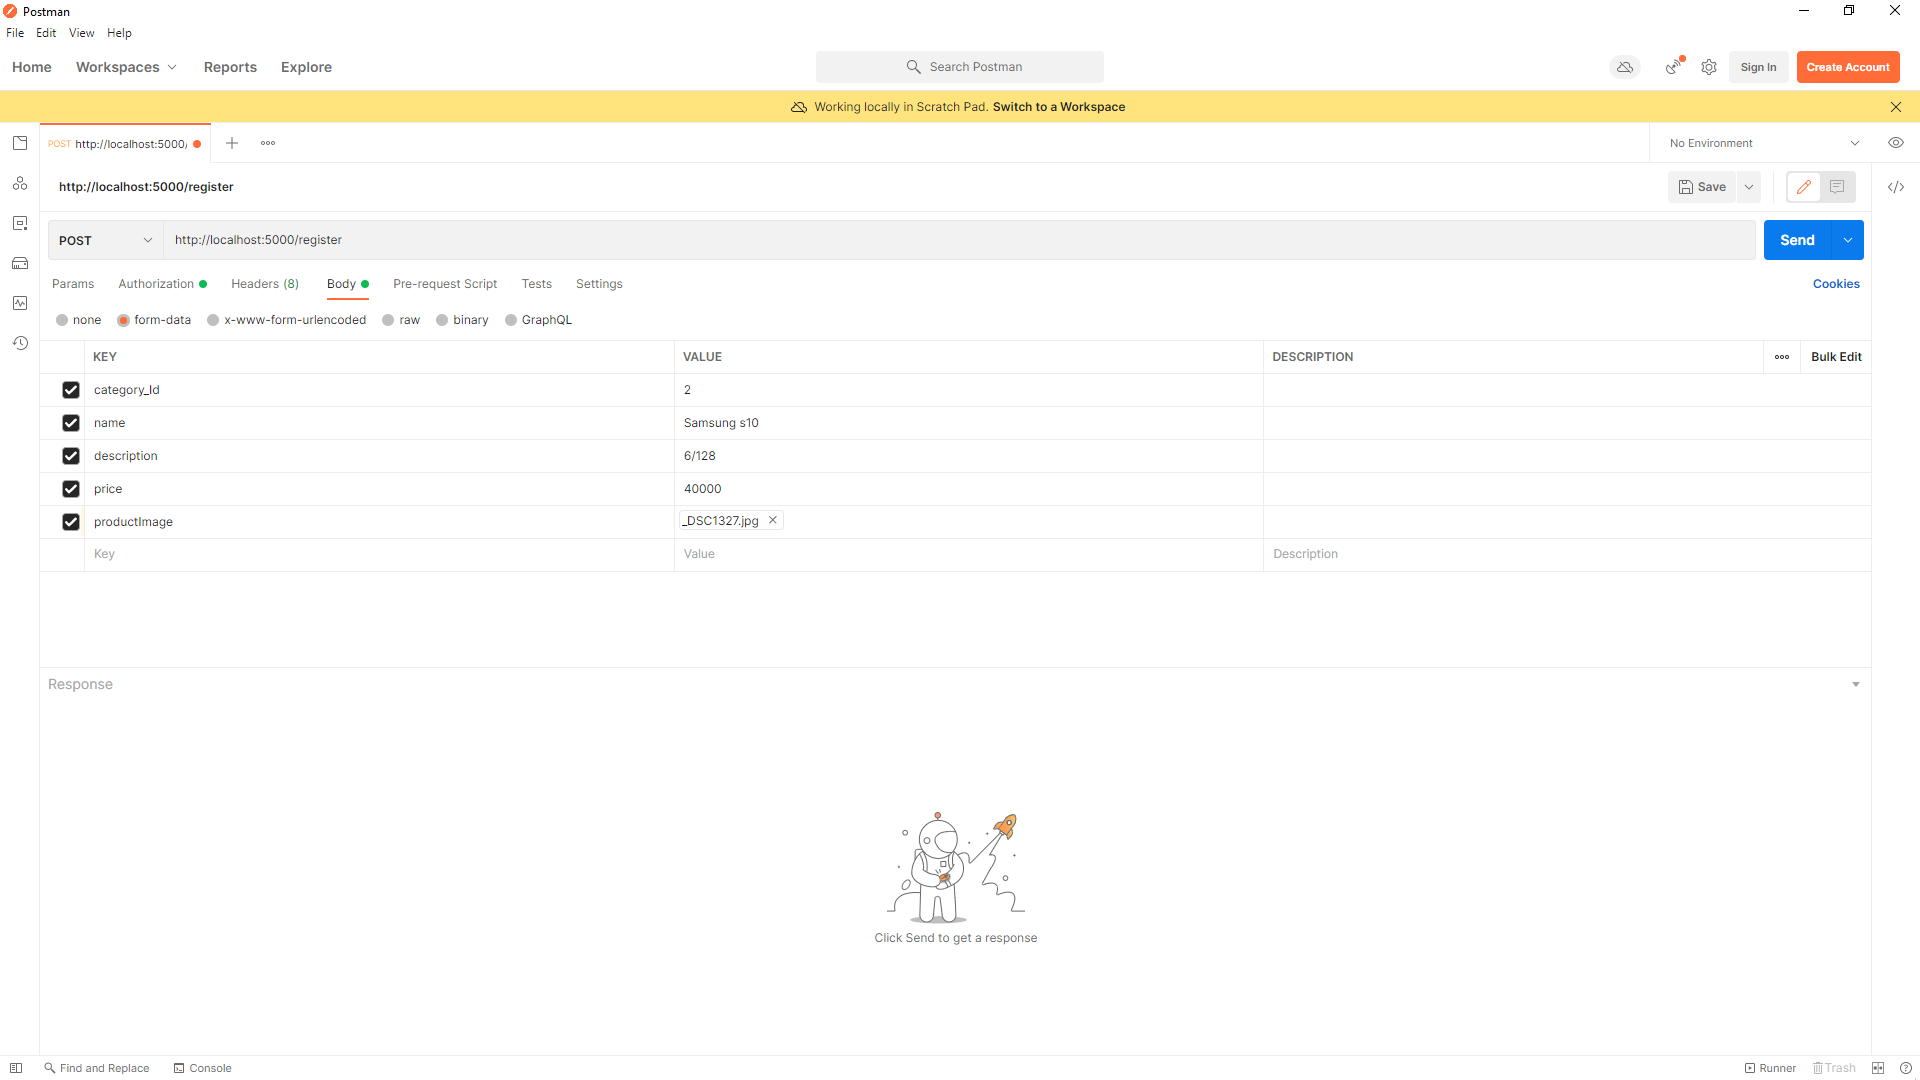 Postman
File Edit View Help
Home Workspaces Reports Explore Search Postman Sign In Create Account
Working locally in Scratch Pad. Switch to a Workspace
POST http://localhost:5000/ No Environment
http://localhost:5000/register Save
POST http://localhost:5000/register Send
Params Authorization Headers (8) Body Pre-request Script Tests Settings Cookies
none form-data x-www-form-urlencoded raw binary GraphQL
KEY VALUE DESCRIPTION Bulk Edit
category_Id 2
name Samsung s10
description 6/128
price 40000
productImage _DSC1327.jpg
Key Value Description
Response
Click Send to get a response
Find and Replace Console Runner Trash